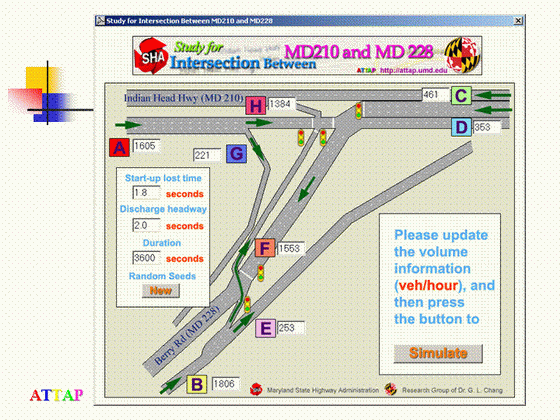 Study for Intersection Between MD210 and MD228
SHA
Study for
Intersection Between
MD210 and MD 228
ATTAP http://attap.umd.edu
Indian Head Hwy (MD 210)
H 1384
461 C
D 353
A 1605
221 G
Start-up lost time
1.8 seconds
Discharge headway
2.0 seconds
Duration
3600 seconds
Random Seeds
New
F 1553
Please update
the volume
information
(veh/hour), and
then press
the button to
Simulate
Berry Rd (MD 228)
E 253
B 1806
Maryland State Highway Administration
Research Group of Dr. G. L. Chang
ATTAP